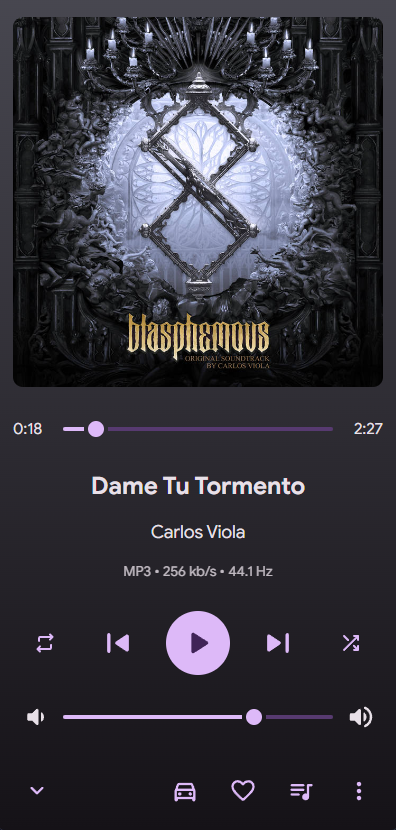 blasphemous
ORIGINAL SOUNDTRACK
BY CARLOS VIOLA
0:18
2:27
Dame Tu Tormento
Carlos Viola
MP3 • 256 kb/s • 44.1 Hz